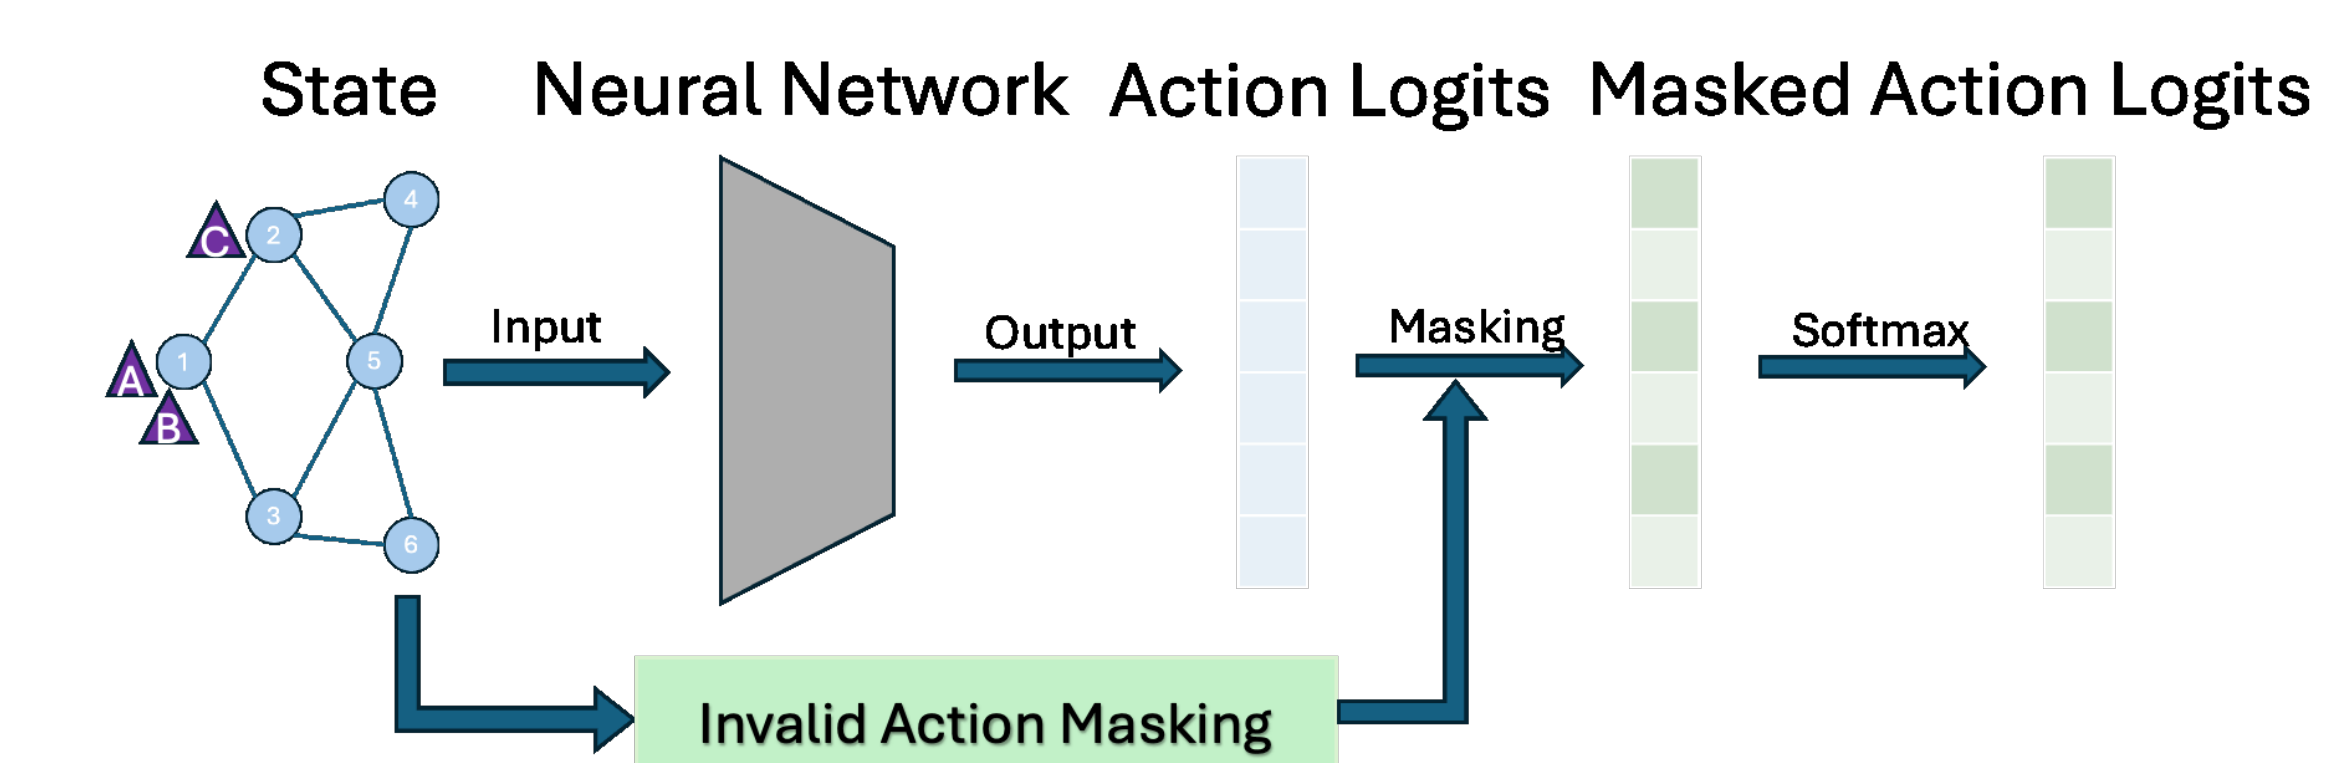 State
Neural Network
Action Logits
Masked Action Logits
4
C
2
Input
Output
Masking
Softmax
1
5
A
B
3
6
Invalid Action Masking